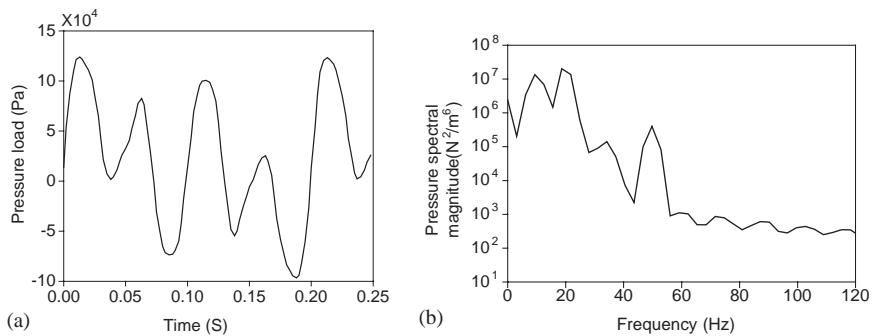 X10⁴
15
10
5
0
-5
-10
0.00 0.05 0.10 0.15 0.20 0.25
Pressure load (Pa)
Time (S)
(a)
10⁸
10⁷
10⁶
10⁵
10⁴
10³
10²
10¹
0 20 40 60 80 100 120
Pressure spectral
magnitude(N²/m⁶)
Frequency (Hz)
(b)